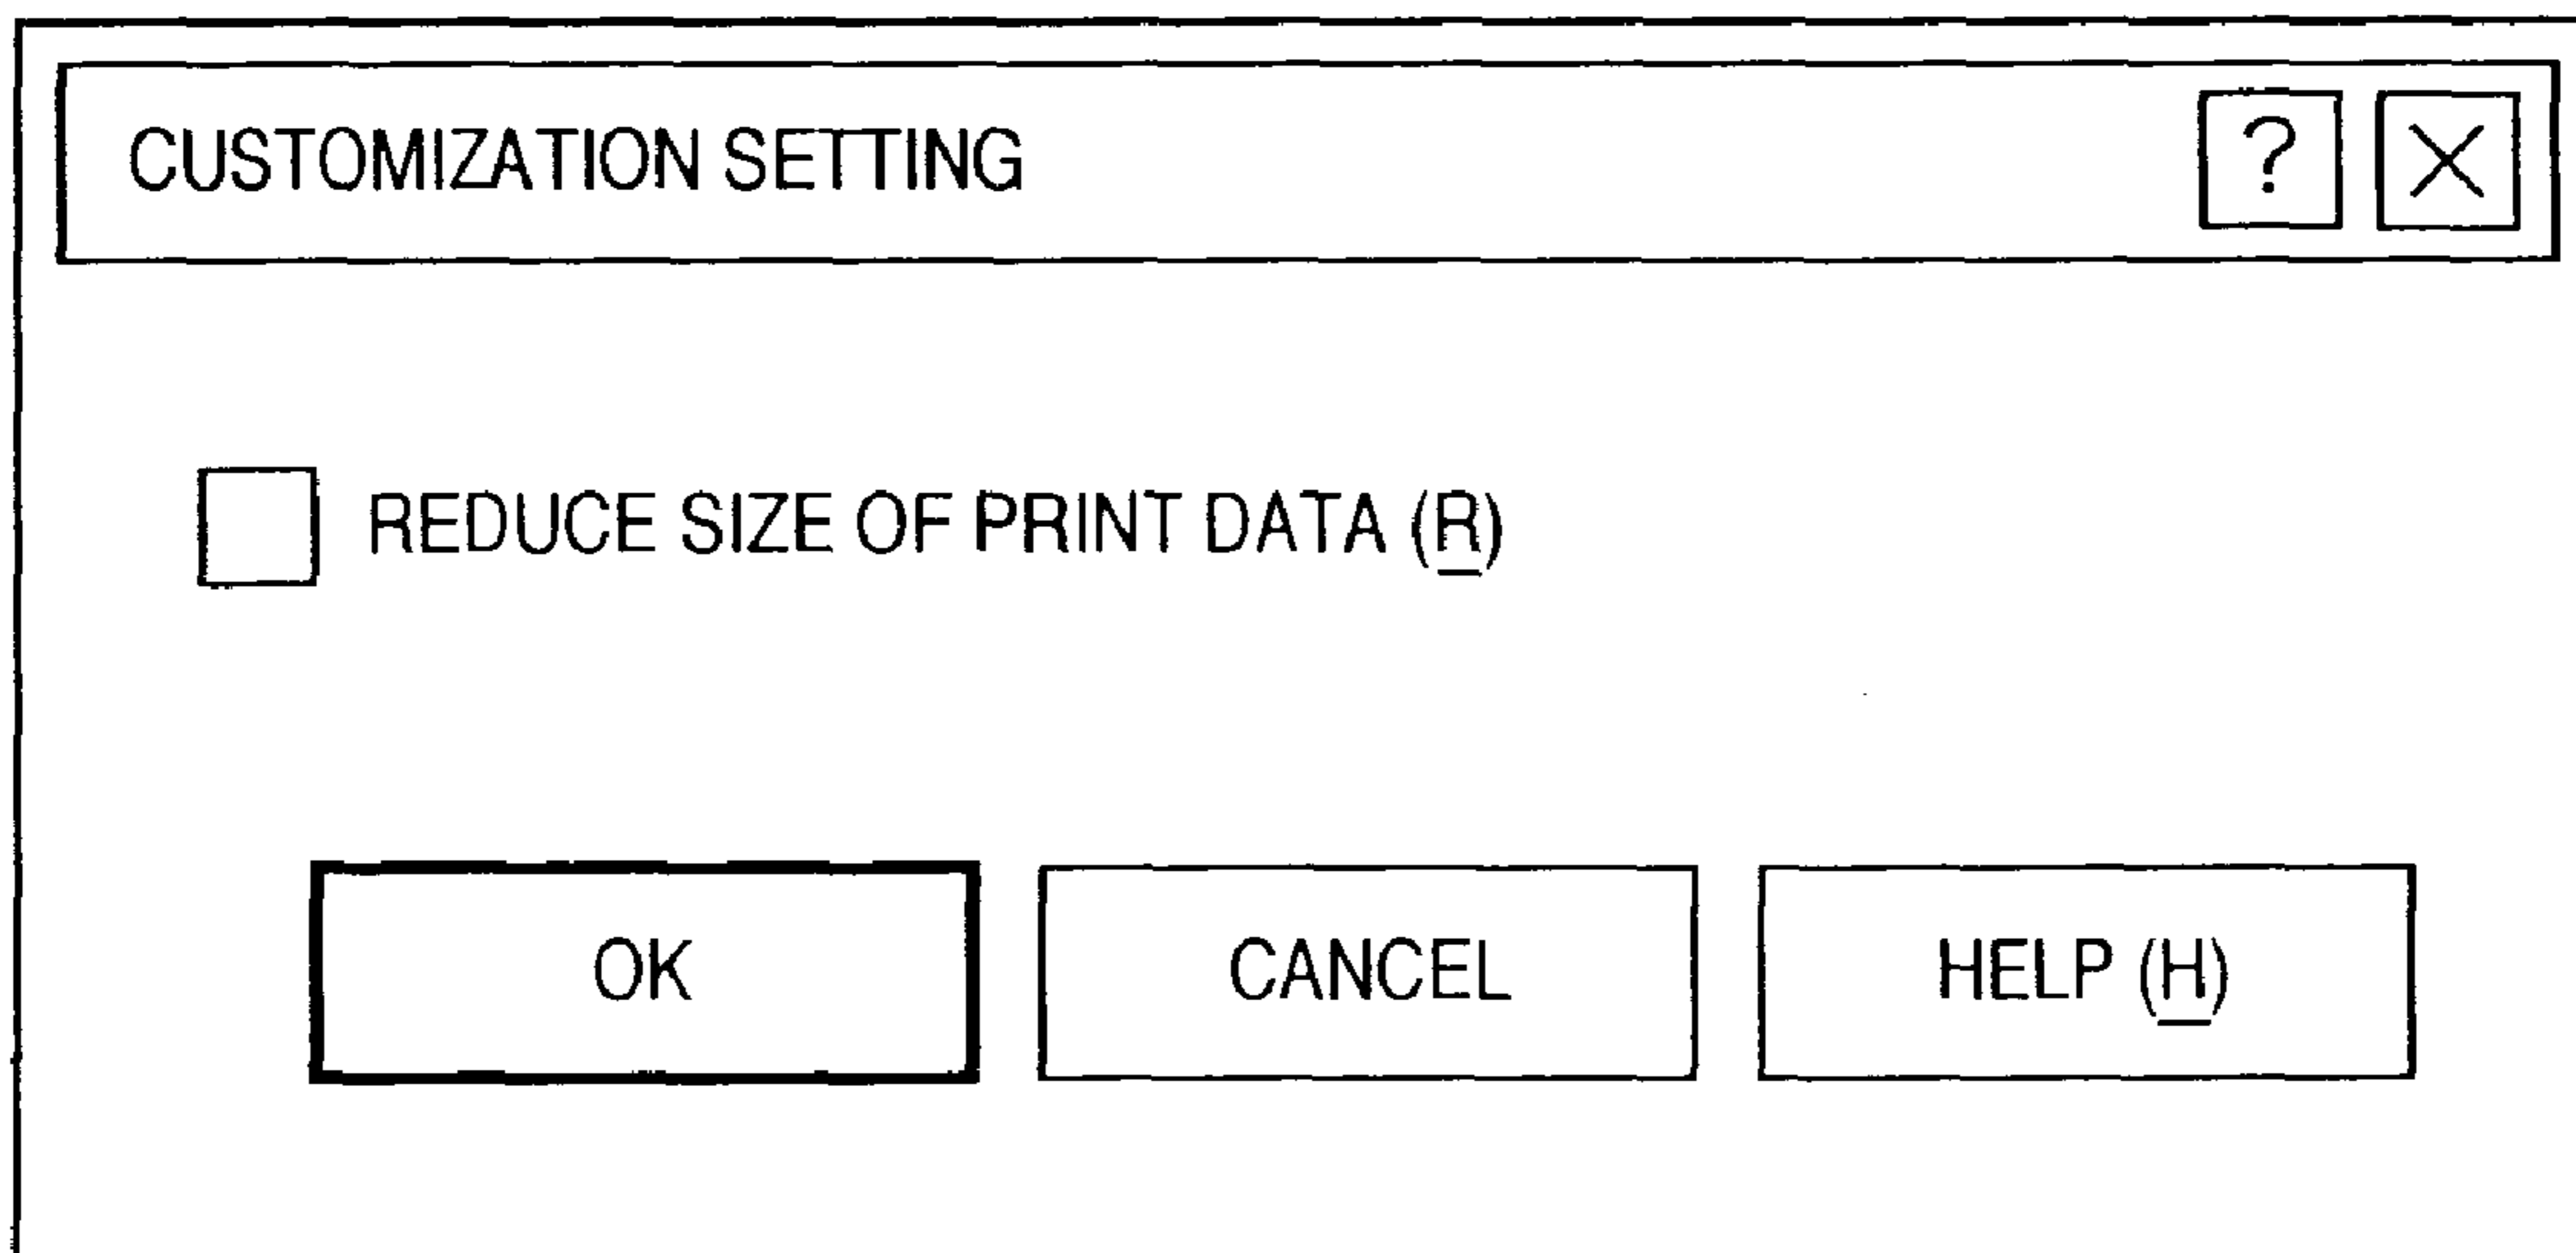 CUSTOMIZATION SETTING ? X
REDUCE SIZE OF PRINT DATA (R)
OK CANCEL HELP (H)